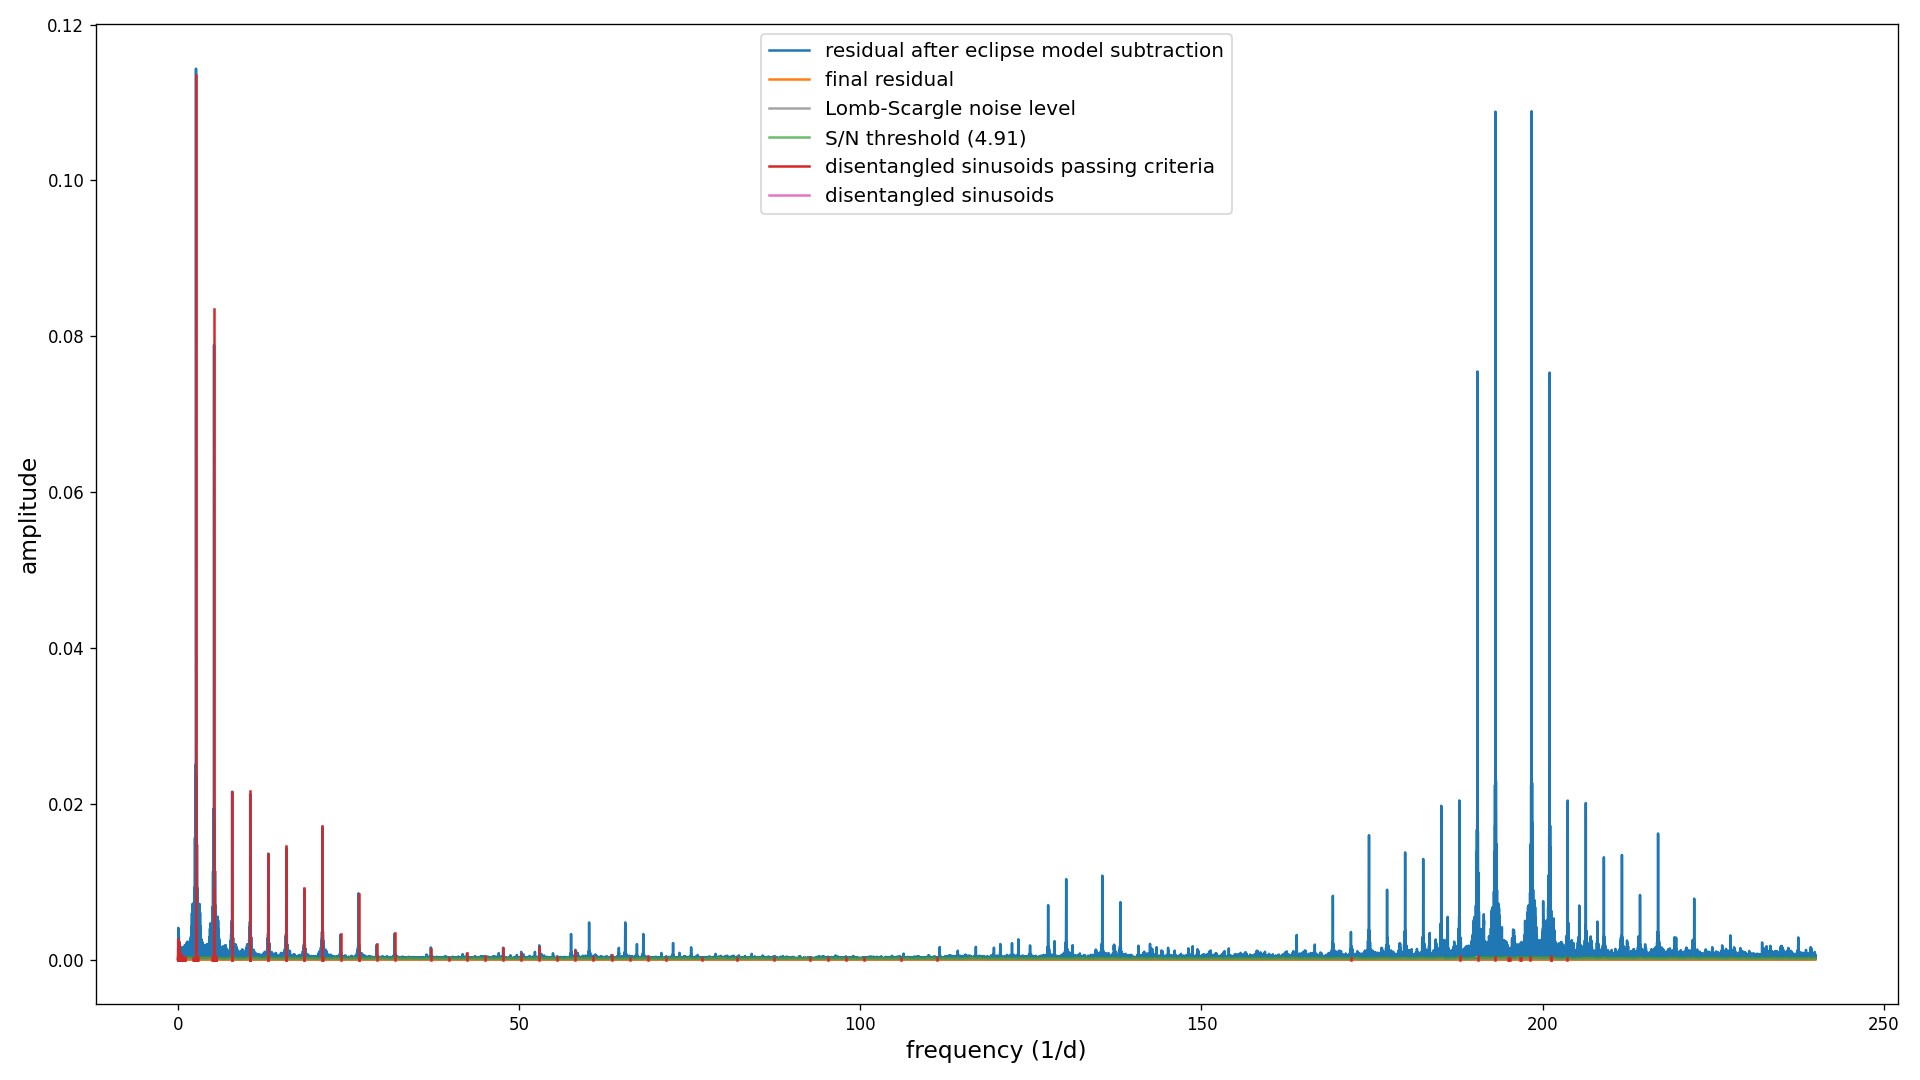 0.12
0.10
0.08
0.06
0.04
0.02
0.00
amplitude
residual after eclipse model subtraction
final residual
Lomb-Scargle noise level
S/N threshold (4.91)
disentangled sinusoids passing criteria
disentangled sinusoids
0 50 100 150 200 250
frequency (1/d)